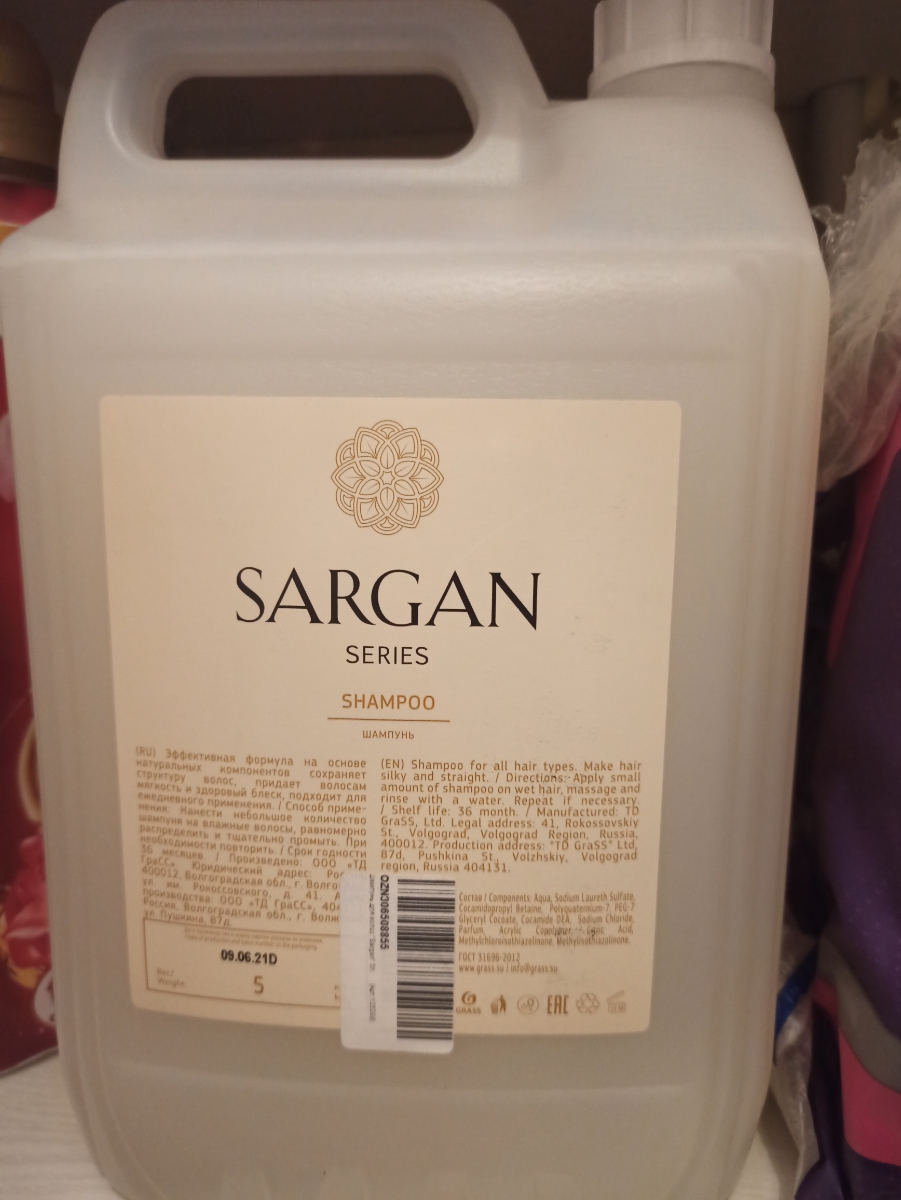 SARGAN
SERIES
SHAMPOO
ШАМПУНЬ
(RU) Эффективная формула на основе
натуральных компонентов сохраняет
структуру волос, придает волосам
мягкость и здоровый блеск, подходит для
ежедневного применения. / Способ приме-
нения: Нанести небольшое количество
шампуня на влажные волосы, равномерно
распределить и тщательно промыть. При
необходимости повторить. / Срок годности
36 месяцев. / Произведено: ООО «ТД
ГраСС». Юридический адрес:
400012, Волгоградская обл., г.
ул. им. Рокоссовского, д. 41.
производства: ООО «ТД ГраСС»,
Россия, Волгоградская обл., г.
ул Пушкина, 87д.
(EN) Shampoo for all hair types. Make hair
silky and straight. / Directions: Apply small
amount of shampoo on wet hair, massage and
rinse with a water. Repeat if necessary.
/ Shelf life: 36 month. / Manufactured: TD
GraSS, Ltd. Legal address: 41, Rokossovskiy
St., Volgograd, Volgograd Region, Russia,
400012. Production address: "TD GraSS" Ltd,
87d, Pushkina St., Volzhskiy, Volgograd
region, Russia 404131.
Состав / Components: Aqua, Sodium Laureth Sulfate,
Cocamidopropyl Betaine, Polyquaternium-7, PEG-7
Glyceryl Cocoate, Cocamide DEA, Sodium Chloride,
Parfum, Acrylic Copolymer, Acid,
Methylchloroisothiazolinone, Methylisothiazolinone.
ГОСТ 31696-2012
www.grass.su / info@grass.su
09.06.21D
Вес/
Weight:
5
OZN306508855
GRASS
EAC